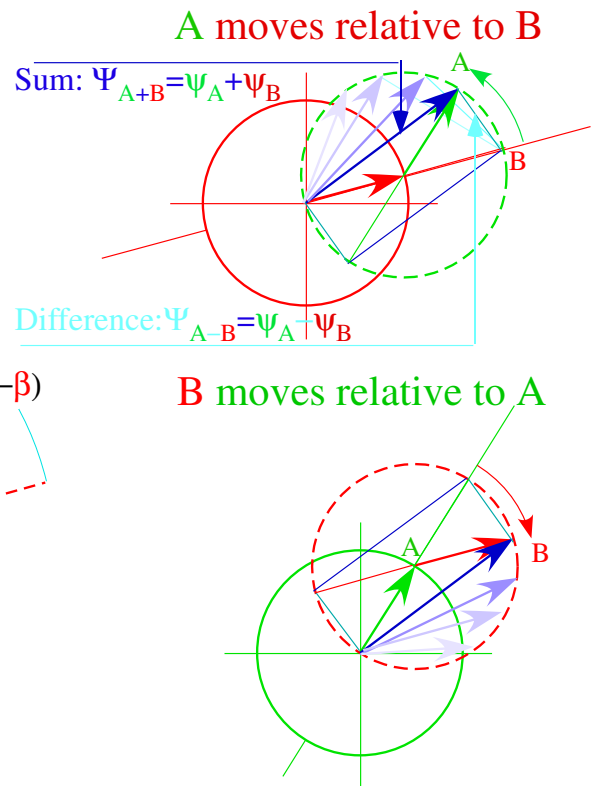 A moves relative to B
A
Sum: Ψ_{A+B}=ψ_A+ψ_B
B
Difference:Ψ_{A−B}=ψ_A−ψ_B
−β)
B moves relative to A
A
B